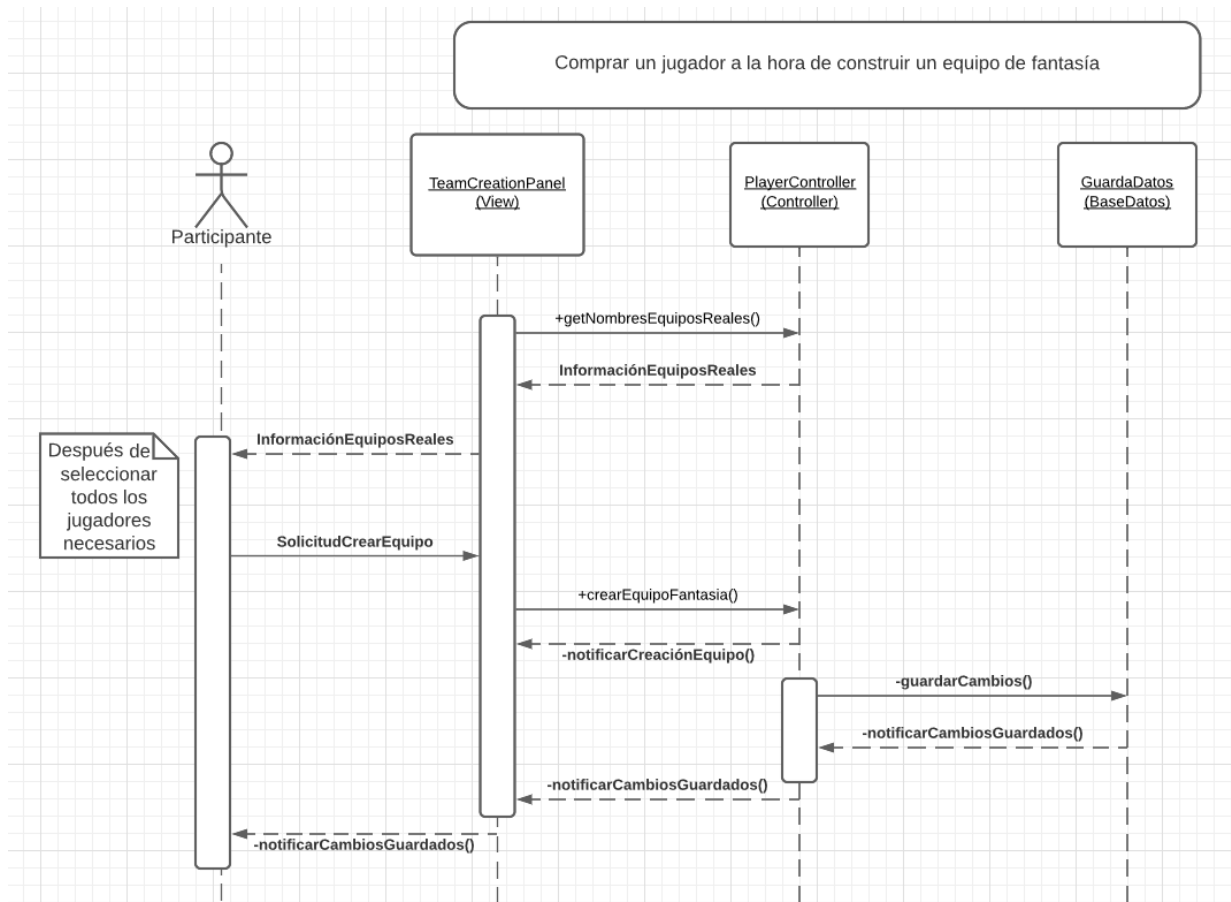 Comprar un jugador a la hora de construir un equipo de fantasía
Participante
TeamCreationPanel
(View)
PlayerController
(Controller)
GuardaDatos
(BaseDatos)
+getNombresEquiposReales()
InformaciónEquiposReales
InformaciónEquiposReales
Después de
seleccionar
todos los
jugadores
necesarios
SolicitudCrearEquipo
+crearEquipoFantasia()
-notificarCreaciónEquipo()
-guardarCambios()
-notificarCambiosGuardados()
-notificarCambiosGuardados()
-notificarCambiosGuardados()